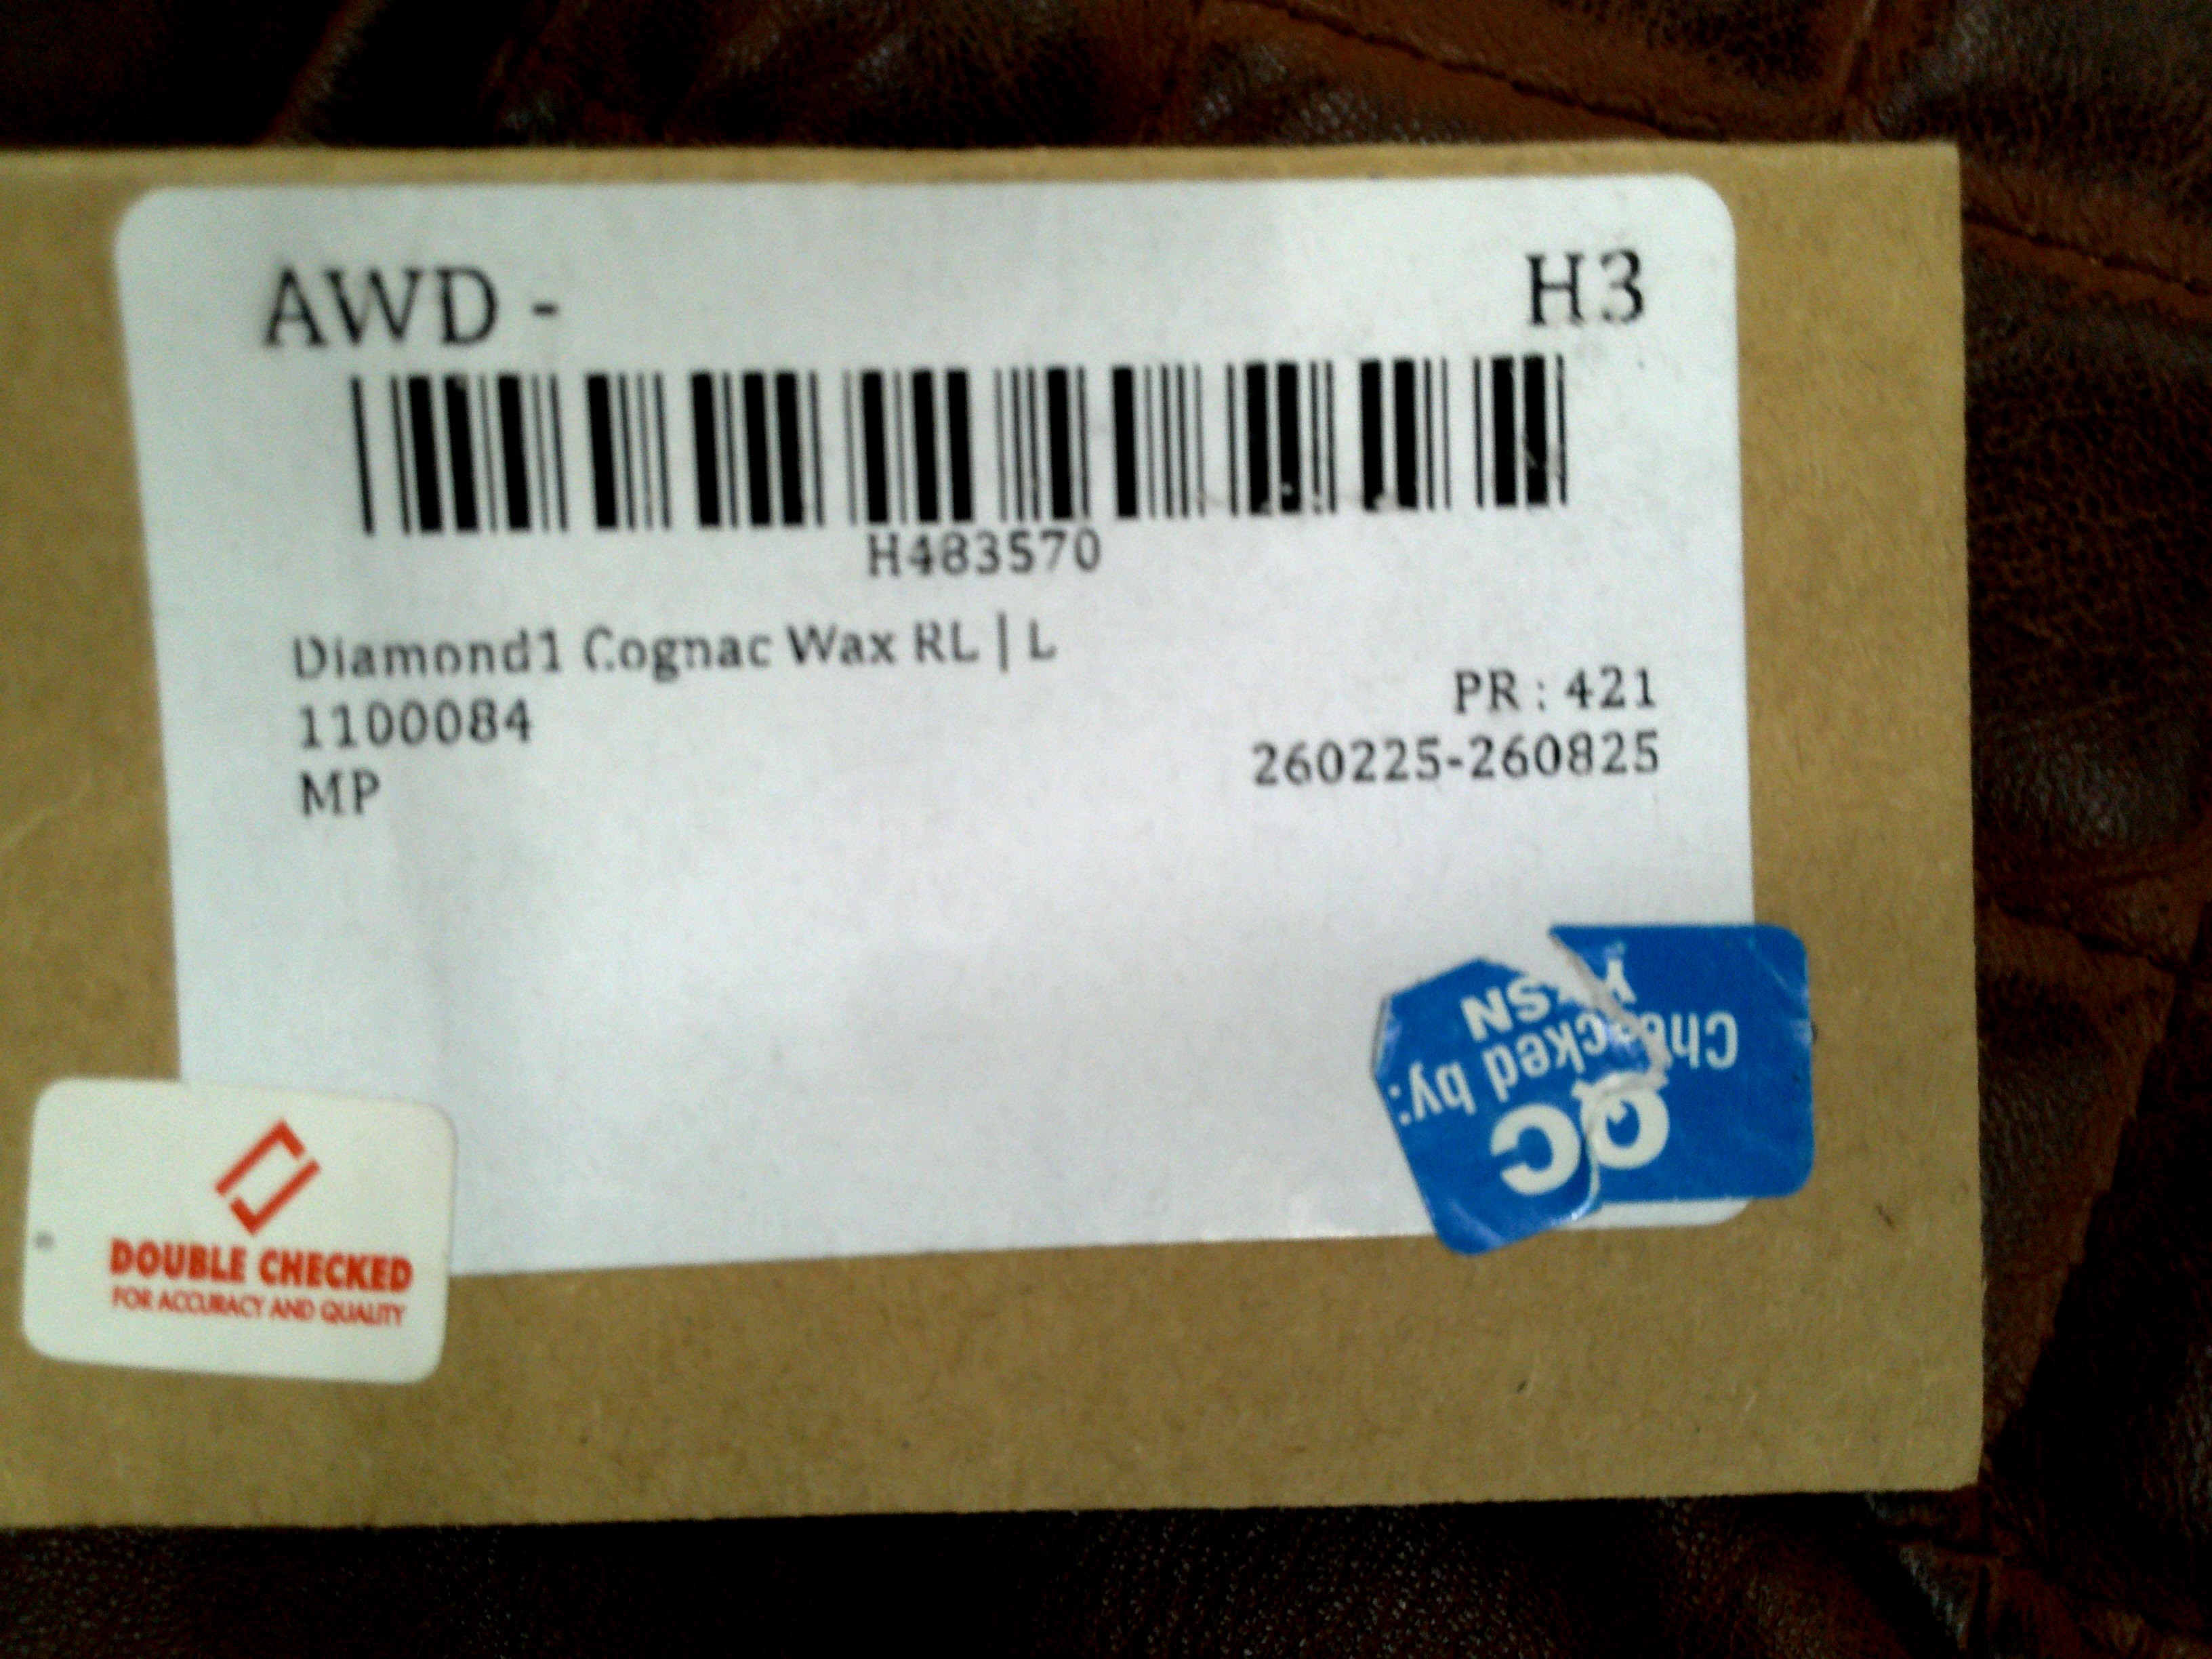 AWD - H3
H483570
Diamond1 Cognac Wax RL | L
1100084 PR : 421
MP 260225-260825
DOUBLE CHECKED
FOR ACCURACY AND QUALITY
QC
Checked by: